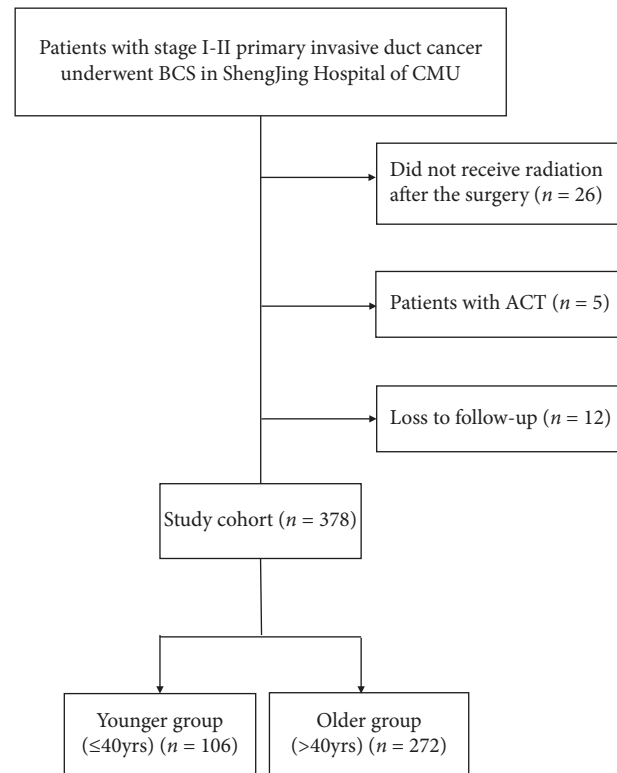 Patients with stage I-II primary invasive duct cancer
underwent BCS in ShengJing Hospital of CMU
Did not receive radiation
after the surgery (n = 26)
Patients with ACT (n = 5)
Loss to follow-up (n = 12)
Study cohort (n = 378)
Younger group
(≤40yrs) (n = 106)
Older group
(>40yrs) (n = 272)